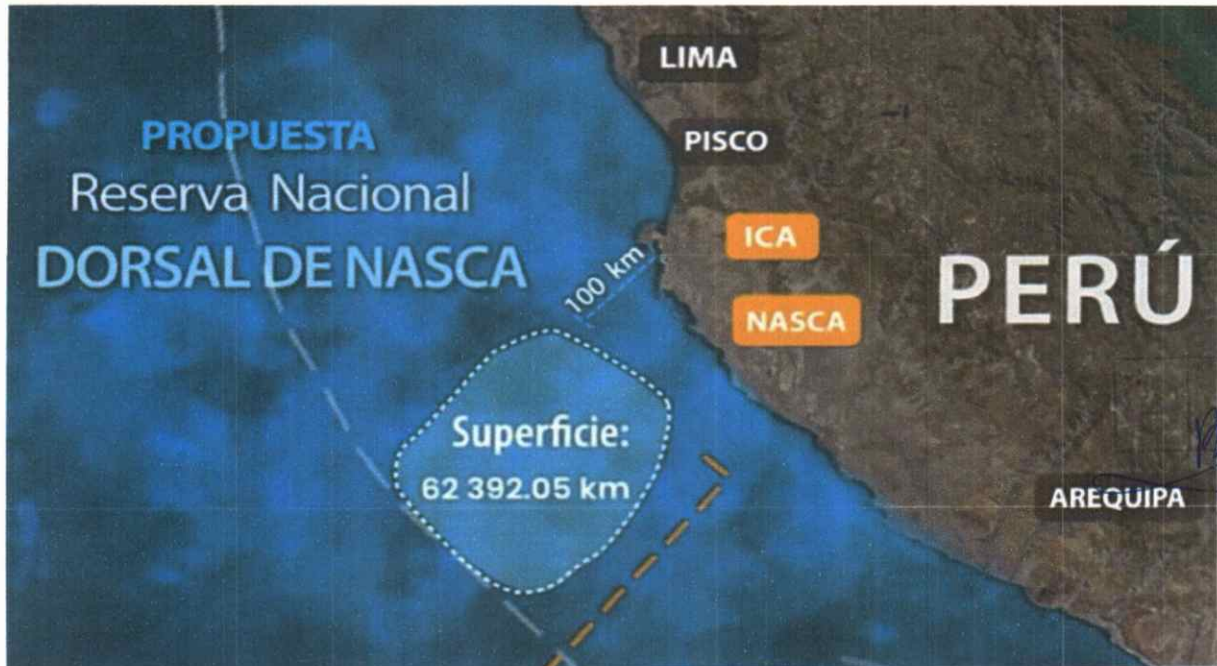 PROPUESTA
Reserva Nacional
DORSAL DE NASCA
LIMA
PISCO
ICA
NASCA
PERÚ
100 km
Superficie:
62 392.05 km
AREQUIPA